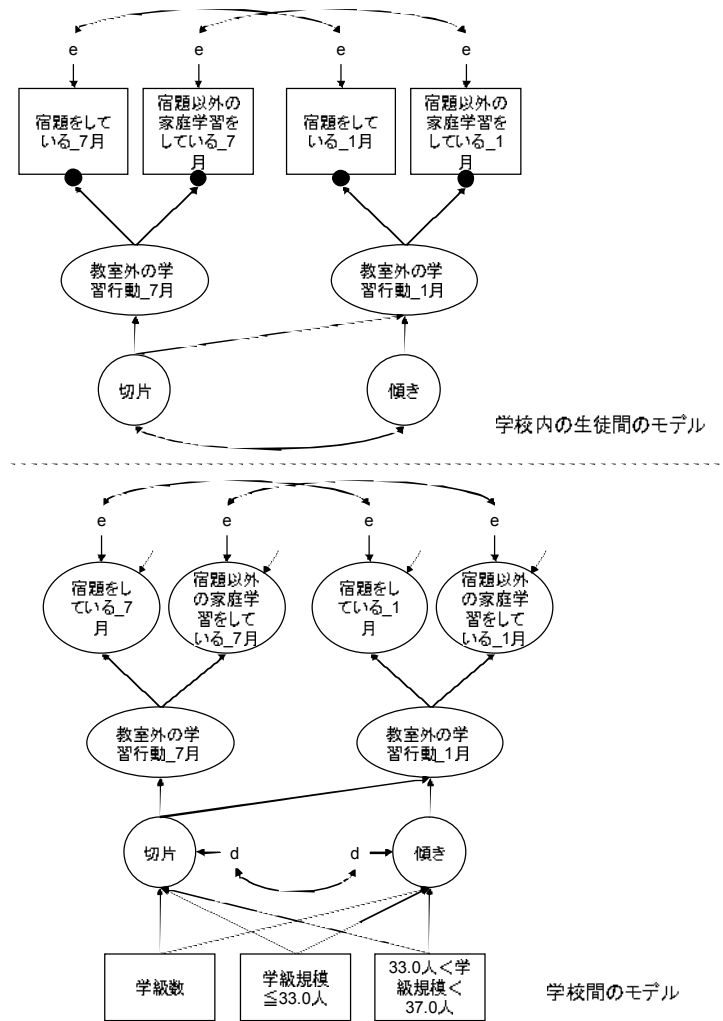 e
e
e
e
宿題をして
いる_7月
宿題以外の
家庭学習を
している_7
月
宿題をして
いる_1月
宿題以外の
家庭学習を
している_1
月
教室外の学
習行動_7月
教室外の学
習行動_1月
切片
傾き
学校内の生徒間のモデル
e
e
e
e
宿題をし
ている_7
月
宿題以外
の家庭学
習をして
いる_7月
宿題をし
ている_1
月
宿題以外
の家庭学
習をして
いる_1月
教室外の学
習行動_7月
教室外の学
習行動_1月
切片
d
d
傾き
学級数
学級規模
≦33.0人
33.0人＜学
級規模＜
37.0人
学校間のモデル